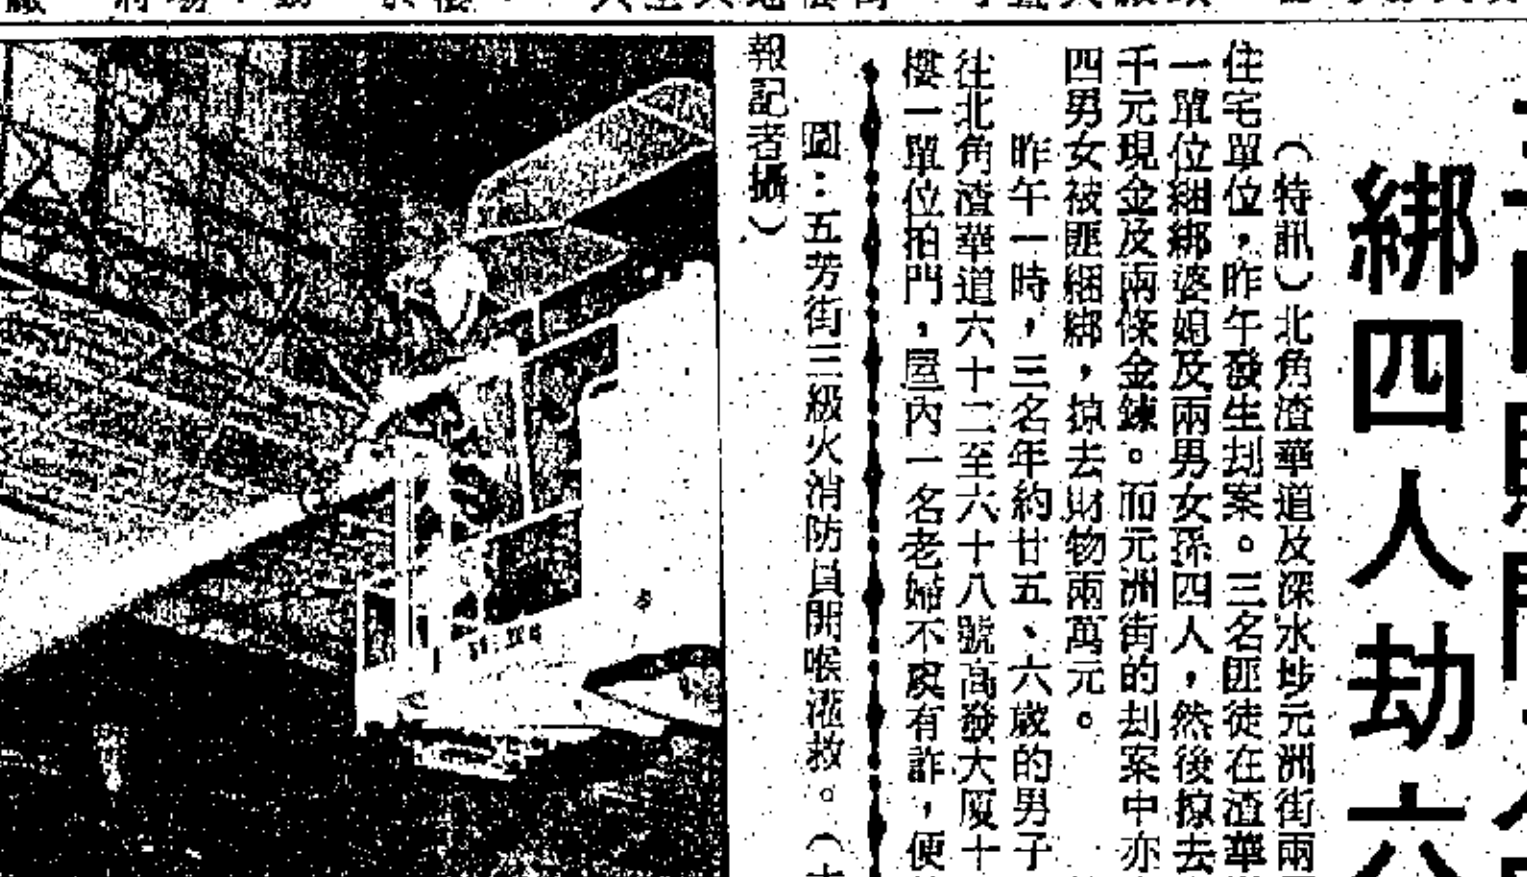 綁四人劫六
（特訊）北角渣華道及深水埗元洲街兩
住宅單位，昨午發生刦案。三名匪徒在渣華
一單位綑綁婆媳及兩男女孫四人，然後掠去
千元現金及兩條金鍊。而元洲街的刦案中亦
四男女被匪綑綁，掠去財物兩萬元。
昨午一時，三名年約廿五、六歲的男子
往北角渣華道六十二至六十八號高發大厦十
樓一單位拍門，屋內一名老婦不虞有詐，便
圖：五芳街三級火消防員開喉灌救。（
報記者攝）